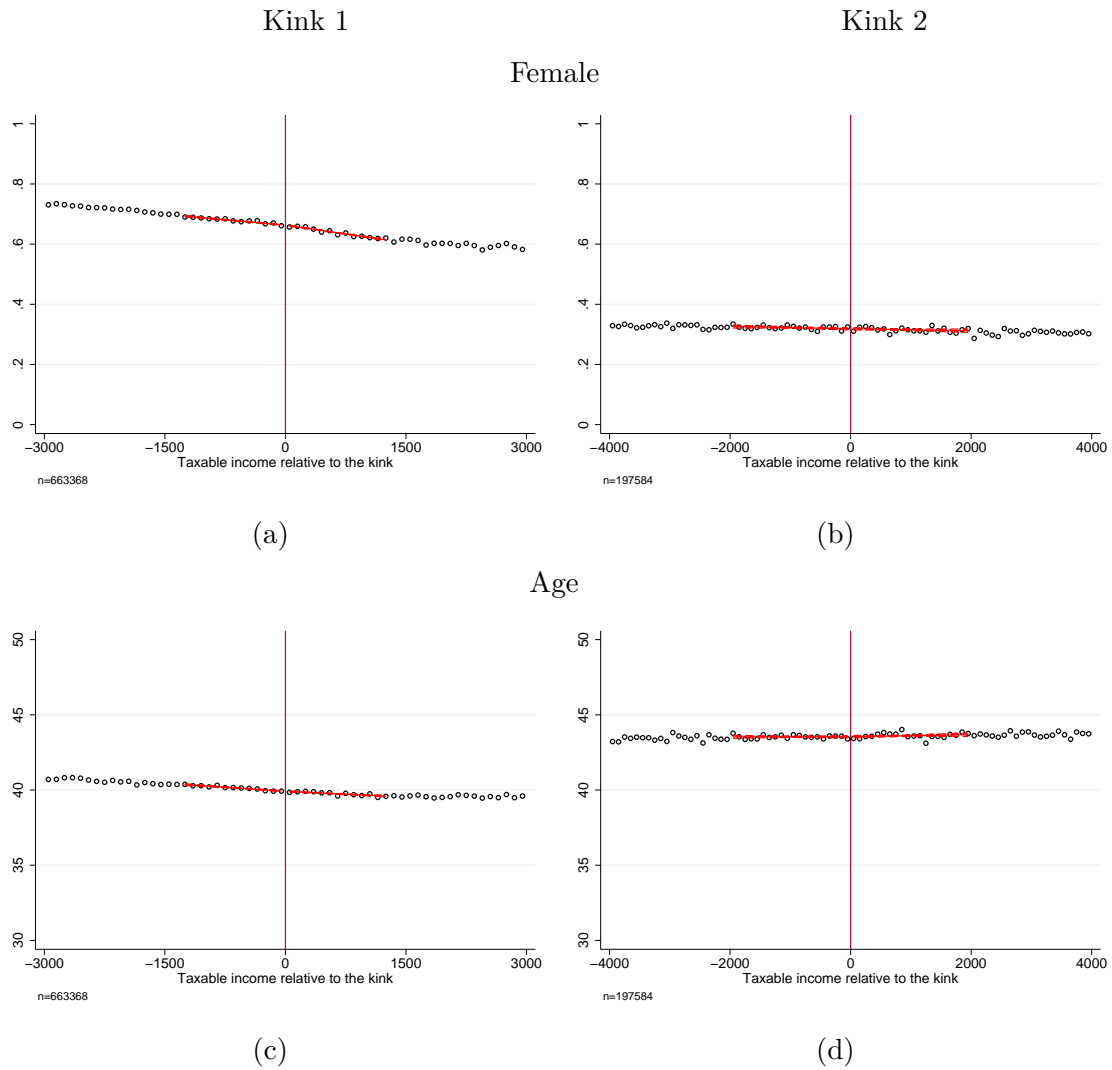 Kink 1 Kink 2
Female
0 .2 .4 .6 .8 1
−3000 −1500 0 1500 3000
Taxable income relative to the kink
n=663368
(a)
0 .2 .4 .6 .8 1
−4000 −2000 0 2000 4000
Taxable income relative to the kink
n=197584
(b)
Age
30 35 40 45 50
−3000 −1500 0 1500 3000
Taxable income relative to the kink
n=663368
(c)
30 35 40 45 50
−4000 −2000 0 2000 4000
Taxable income relative to the kink
n=197584
(d)